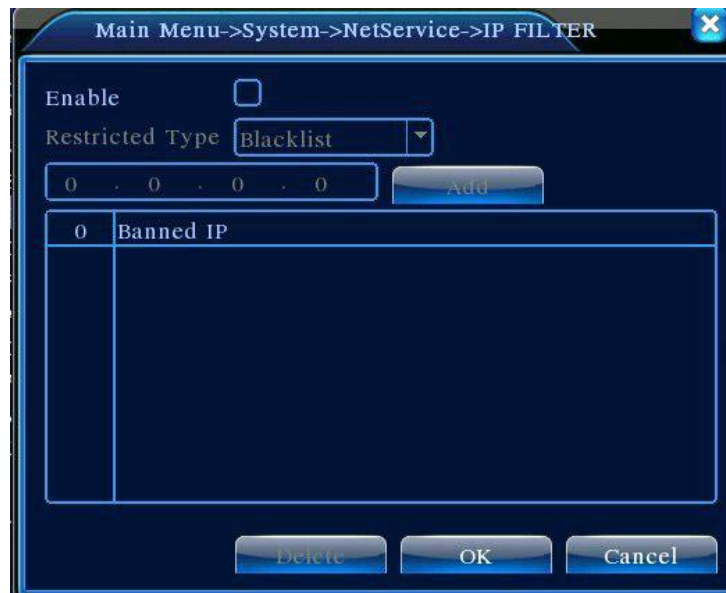 Main Menu->System->NetService->IP FILTER
Enable
Restricted Type Blacklist
0 . 0 . 0 . 0 Add
0 Banned IP
Delete OK Cancel